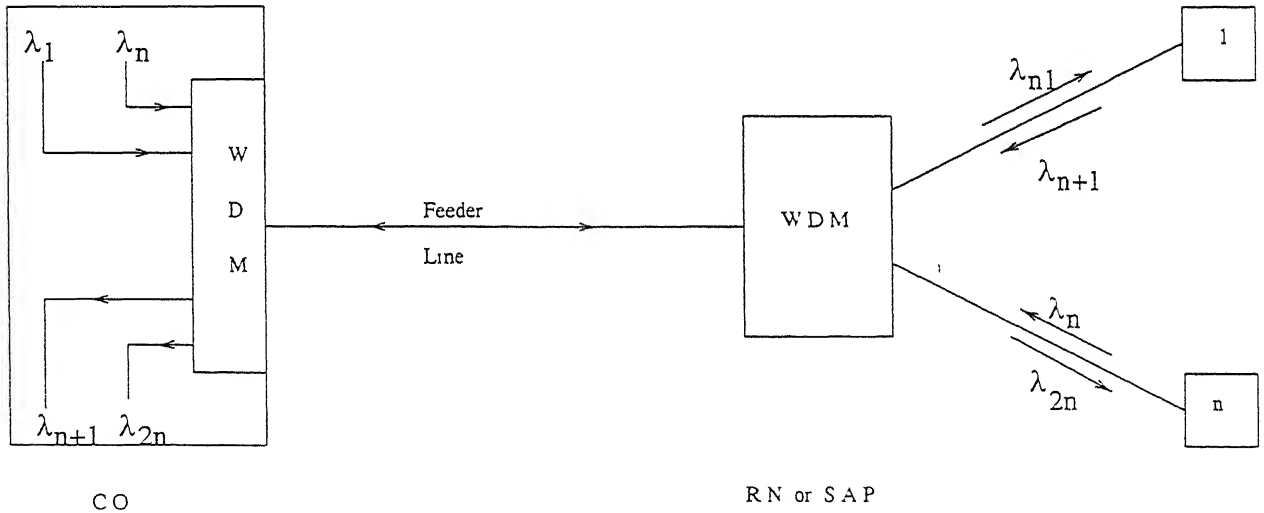 λ1 λn
W
D
M
λn+1 λ2n
CO
Feeder
Line
WDM
RN or SAP
λn1
λn+1
1
λn
λ2n
n